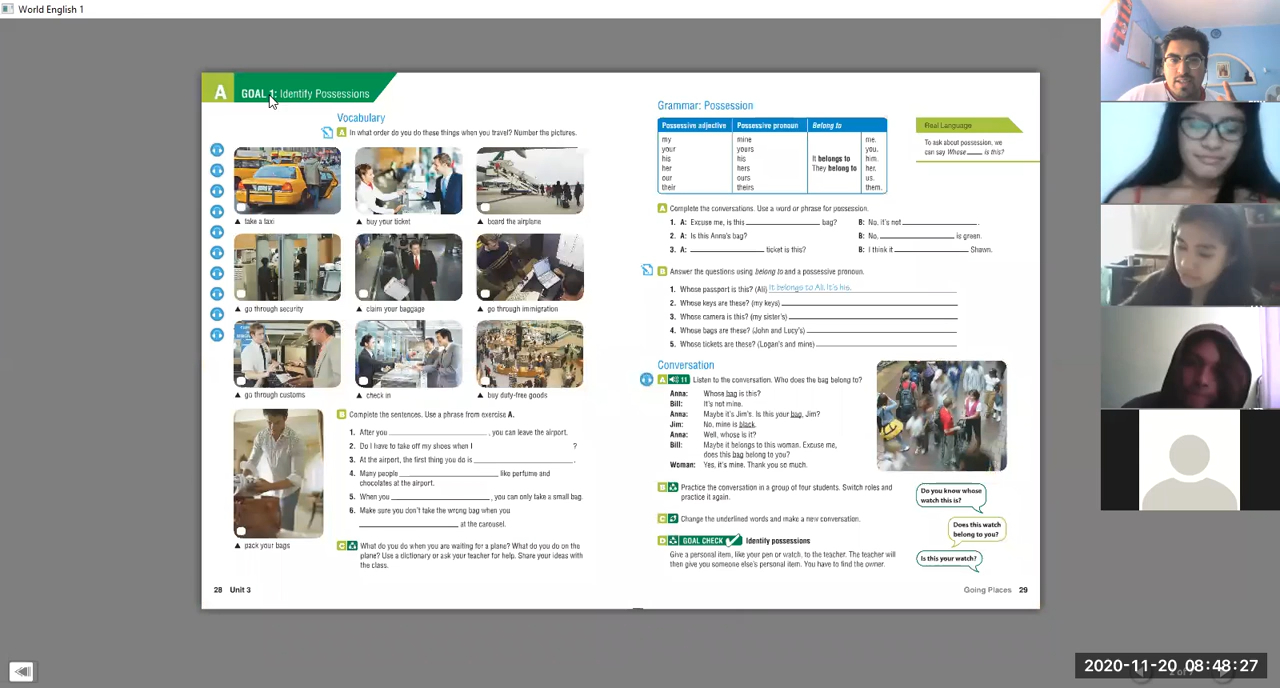 World English 1
A
GOAL 1: Identify Possessions
Vocabulary
A In what order do you do these things when you travel? Number the pictures.
▲ take a taxi
▲ buy your ticket
▲ board the airplane
▲ go through security
▲ claim your baggage
▲ go through immigration
▲ go through customs
▲ check in
▲ buy duty-free goods
▲ pack your bags
B Complete the sentences. Use a phrase from exercise A.
1. After you ____________, you can leave the airport.
2. Do I have to take off my shoes when I ____________ ?
3. At the airport, the first thing you do is ____________.
4. Many people ____________ like perfume and
chocolates at the airport.
5. When you ____________, you can only take a small bag.
6. Make sure you don't take the wrong bag when you
____________ at the carousel.
C What do you do when you are waiting for a plane? What do you do on the
plane? Use a dictionary or ask your teacher for help. Share your ideas with
the class.
28 Unit 3
Grammar: Possession
Possessive adjective Possessive pronoun Belong to
my mine me.
your yours you.
his his It belongs to him.
her hers They belong to her.
our ours us.
their theirs them.
Real Language
To ask about possession, we
can say Whose ____ is this?
A Complete the conversations. Use a word or phrase for possession.
1. A: Excuse me, is this ____________ bag? B: No, it's not ____________.
2. A: Is this Anna's bag? B: No, ____________ is green.
3. A: ____________ ticket is this? B: I think it ____________ Shawn.
B Answer the questions using belong to and a possessive pronoun.
1. Whose passport is this? (Ali) It belongs to Ali. It's his.
2. Whose keys are these? (my keys) ____________
3. Whose camera is this? (my sister's) ____________
4. Whose bags are these? (John and Lucy's) ____________
5. Whose tickets are these? (Logan's and mine) ____________
Conversation
A 11 Listen to the conversation. Who does the bag belong to?
Anna: Whose bag is this?
Bill: It's not mine.
Anna: Maybe it's Jim's. Is this your bag, Jim?
Jim: No, mine is black.
Anna: Well, whose is it?
Bill: Maybe it belongs to this woman. Excuse me,
does this bag belong to you?
Woman: Yes, it's mine. Thank you so much.
B Practice the conversation in a group of four students. Switch roles and
practice it again.
C Change the underlined words and make a new conversation.
D GOAL CHECK Identify possessions
Give a personal item, like your pen or watch, to the teacher. The teacher will
then give you someone else's personal item. You have to find the owner.
Do you know whose
watch this is?
Does this watch
belong to you?
Is this your watch?
Going Places 29
2020-11-20 08:48:27